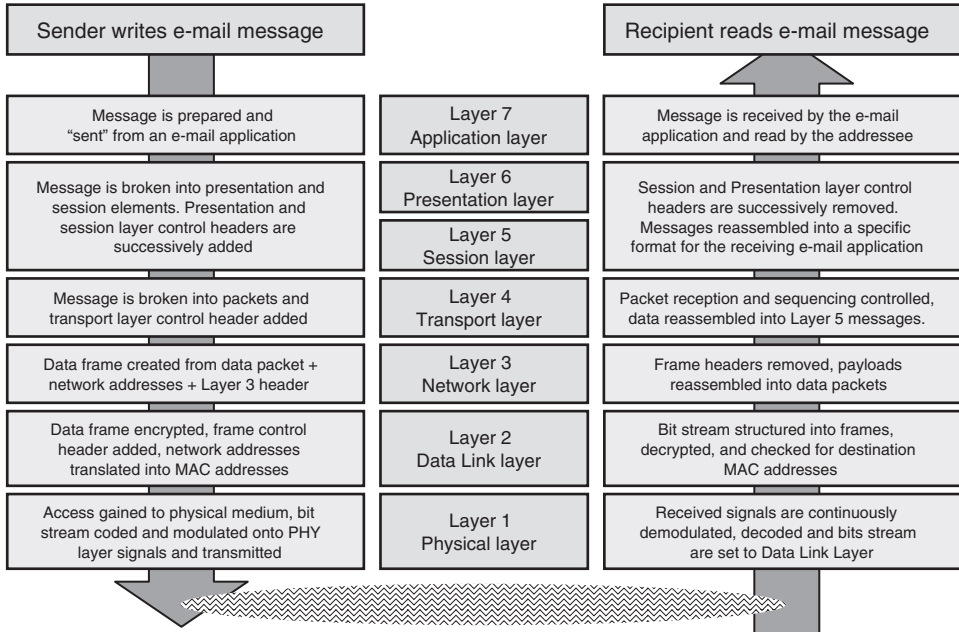 Sender writes e-mail message
Recipient reads e-mail message
Message is prepared and
“sent” from an e-mail application
Layer 7
Application layer
Message is received by the e-mail
application and read by the addressee
Message is broken into presentation and
session elements. Presentation and
session layer control headers are
successively added
Layer 6
Presentation layer
Layer 5
Session layer
Session and Presentation layer control
headers are successively removed.
Messages reassembled into a specific
format for the receiving e-mail application
Message is broken into packets and
transport layer control header added
Layer 4
Transport layer
Packet reception and sequencing controlled,
data reassembled into Layer 5 messages.
Data frame created from data packet +
network addresses + Layer 3 header
Layer 3
Network layer
Frame headers removed, payloads
reassembled into data packets
Data frame encrypted, frame control
header added, network addresses
translated into MAC addresses
Layer 2
Data Link layer
Bit stream structured into frames,
decrypted, and checked for destination
MAC addresses
Access gained to physical medium, bit
stream coded and modulated onto PHY
layer signals and transmitted
Layer 1
Physical layer
Received signals are continuously
demodulated, decoded and bits stream
are set to Data Link Layer